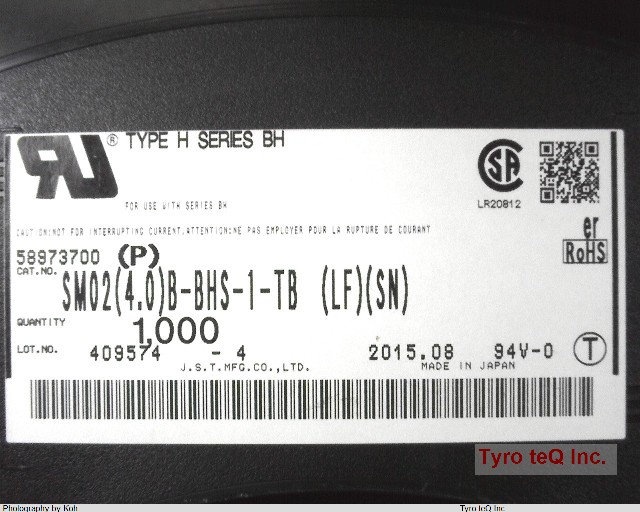 ® TYPE H SERIES BH
FOR USE WITH SERIES BH
LR20812
CAUTION:NOT FOR INTERRUPTING CURRENT.ATTENTION:NE PAS EMPLOYER POUR LA RUPTURE DE COURANT
er
RoHS
58973700 (P)
CAT.NO. SM02(4.0)B-BHS-1-TB (LF)(SN)
QUANTITY 1,000
LOT.NO. 409574 -4 2015.08 94V-0 T
J.S.T.MFG.CO.,LTD. MADE IN JAPAN
Tyro teQ Inc.
Photography by Koh Tyro teQ Inc